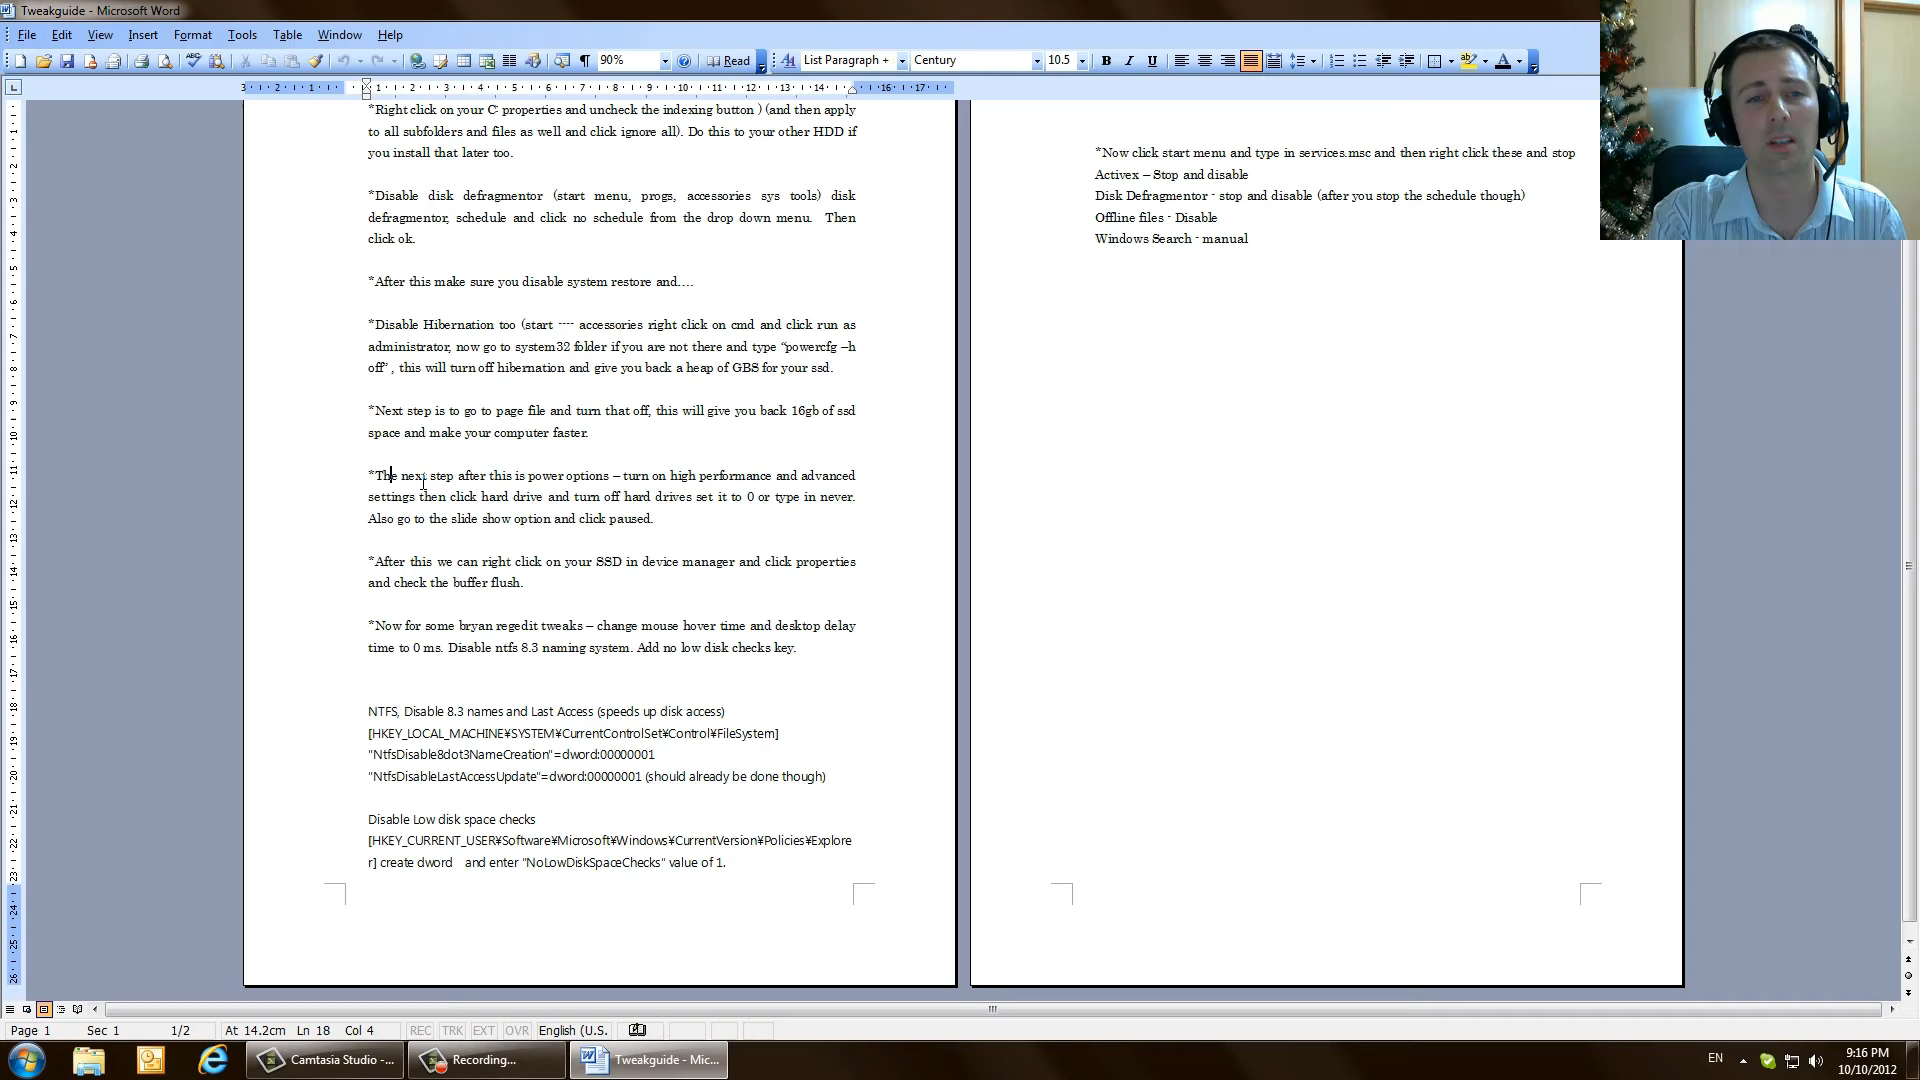 Tweakguide - Microsoft Word
File Edit View Insert Format Tools Table Window Help
90% Read List Paragraph + Century 10.5 B I U
3 2 1 1 2 3 4 5 6 7 8 9 10 11 12 13 14 16 17
*Right click on your C: properties and uncheck the indexing button ) (and then apply
to all subfolders and files as well and click ignore all). Do this to your other HDD if
you install that later too.
*Disable disk defragmentor (start menu, progs, accessories sys tools) disk
defragmentor, schedule and click no schedule from the drop down menu. Then
click ok.
*After this make sure you disable system restore and….
*Disable Hibernation too (start ---- accessories right click on cmd and click run as
administrator, now go to system32 folder if you are not there and type “powercfg –h
off” , this will turn off hibernation and give you back a heap of GBS for your ssd.
*Next step is to go to page file and turn that off, this will give you back 16gb of ssd
space and make your computer faster.
*The next step after this is power options – turn on high performance and advanced
settings then click hard drive and turn off hard drives set it to 0 or type in never.
Also go to the slide show option and click paused.
*After this we can right click on your SSD in device manager and click properties
and check the buffer flush.
*Now for some bryan regedit tweaks – change mouse hover time and desktop delay
time to 0 ms. Disable ntfs 8.3 naming system. Add no low disk checks key.
NTFS, Disable 8.3 names and Last Access (speeds up disk access)
[HKEY_LOCAL_MACHINE¥SYSTEM¥CurrentControlSet¥Control¥FileSystem]
"NtfsDisable8dot3NameCreation"=dword:00000001
"NtfsDisableLastAccessUpdate"=dword:00000001 (should already be done though)
Disable Low disk space checks
[HKEY_CURRENT_USER¥Software¥Microsoft¥Windows¥CurrentVersion¥Policies¥Explore
r] create dword and enter "NoLowDiskSpaceChecks" value of 1.
*Now click start menu and type in services.msc and then right click these and stop
Activex – Stop and disable
Disk Defragmentor - stop and disable (after you stop the schedule though)
Offline files - Disable
Windows Search - manual
Page 1 Sec 1 1/2 At 14.2cm Ln 18 Col 4 REC TRK EXT OVR English (U.S.
Camtasia Studio -... Recording... Tweakguide - Mic... EN 9:16 PM
10/10/2012